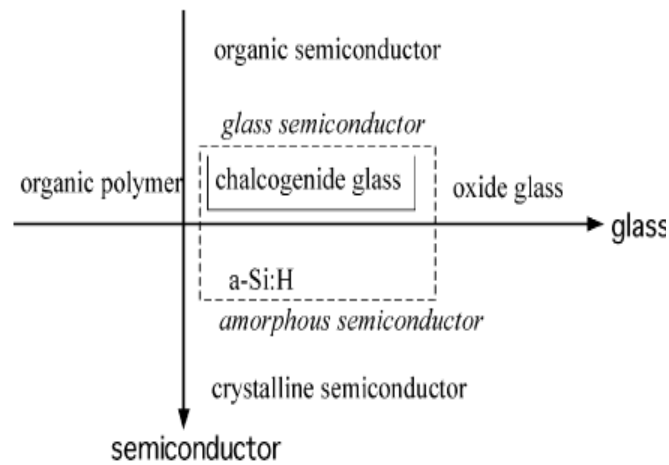 organic semiconductor
glass semiconductor
organic polymer
chalcogenide glass
oxide glass
glass
a-Si:H
amorphous semiconductor
crystalline semiconductor
semiconductor